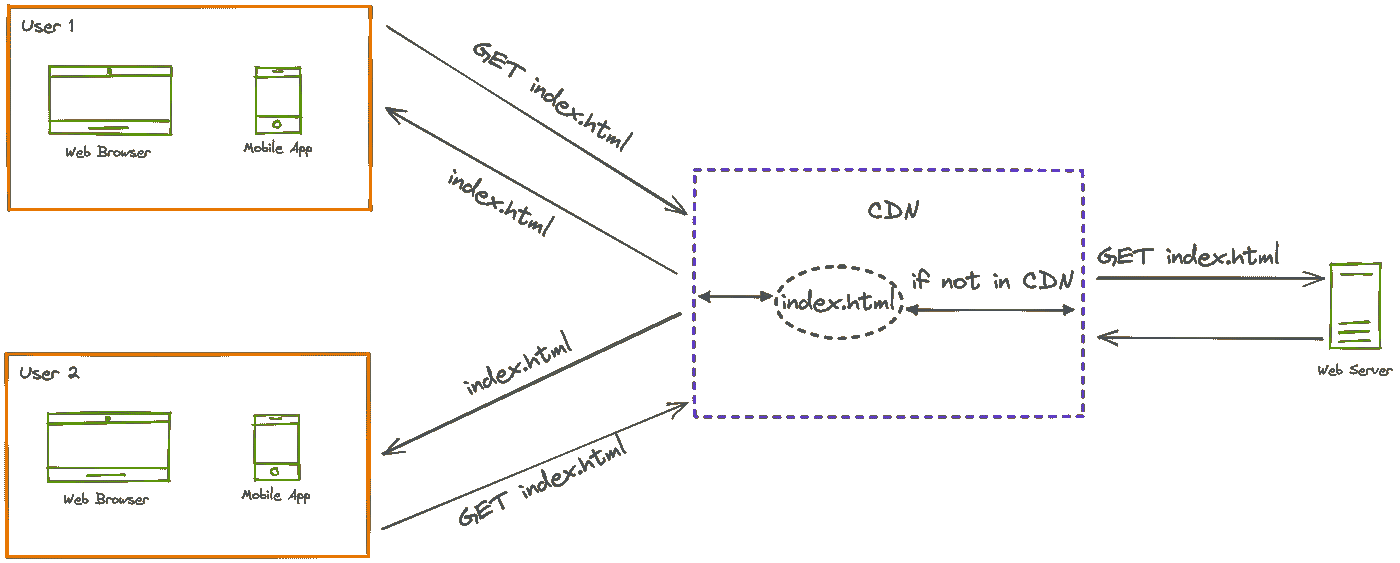 User 1
Web Browser
Mobile App
GET index.html
index.html
CDN
index.html
if not in CDN
GET index.html
Web Server
User 2
Web Browser
Mobile App
index.html
GET index.html